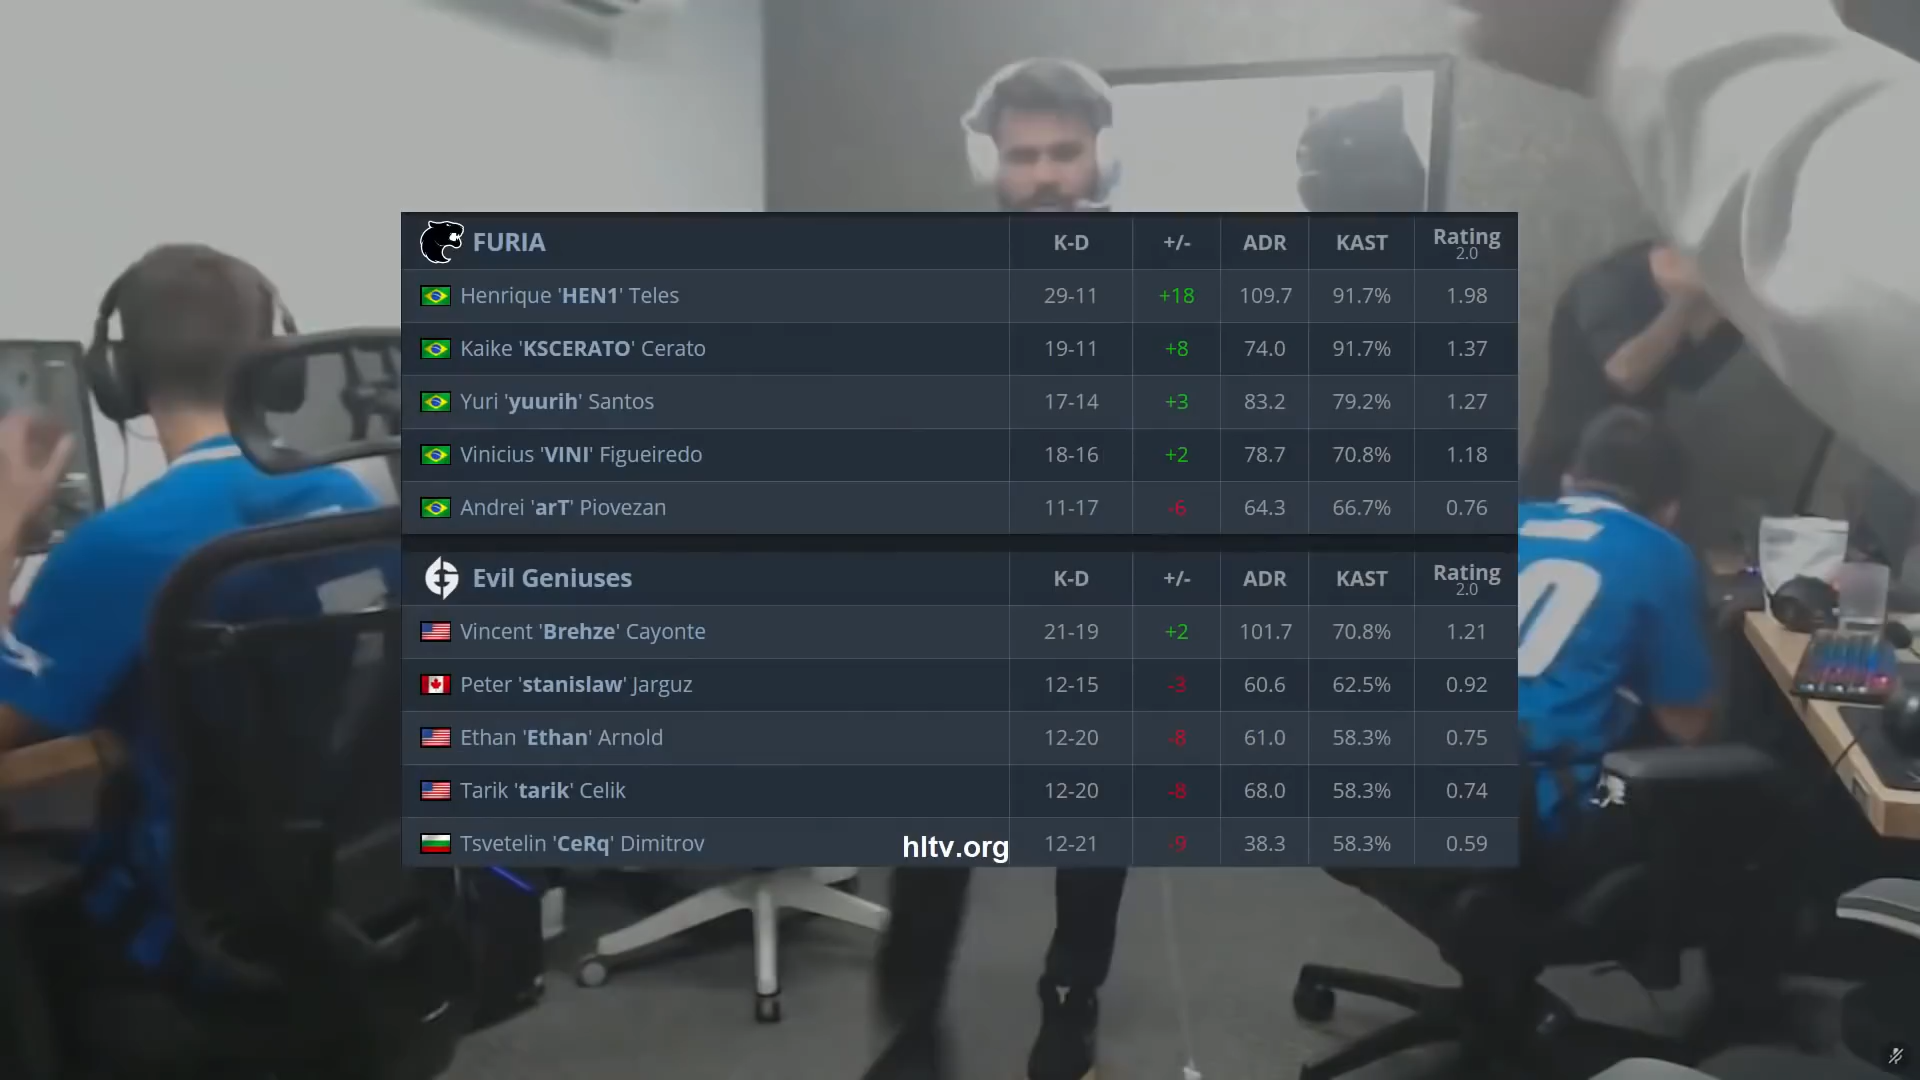 FURIA K-D +/- ADR KAST Rating 2.0
Henrique 'HEN1' Teles 29-11 +18 109.7 91.7% 1.98
Kaike 'KSCERATO' Cerato 19-11 +8 74.0 91.7% 1.37
Yuri 'yuurih' Santos 17-14 +3 83.2 79.2% 1.27
Vinicius 'VINI' Figueiredo 18-16 +2 78.7 70.8% 1.18
Andrei 'arT' Piovezan 11-17 -6 64.3 66.7% 0.76
Evil Geniuses K-D +/- ADR KAST Rating 2.0
Vincent 'Brehze' Cayonte 21-19 +2 101.7 70.8% 1.21
Peter 'stanislaw' Jarguz 12-15 -3 60.6 62.5% 0.92
Ethan 'Ethan' Arnold 12-20 -8 61.0 58.3% 0.75
Tarik 'tarik' Celik 12-20 -8 68.0 58.3% 0.74
Tsvetelin 'CeRq' Dimitrov hltv.org 12-21 -9 38.3 58.3% 0.59